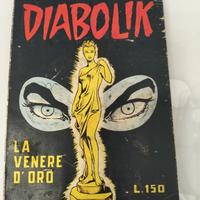 DIABOLIK
LA
VENERE
D'ORO
L. 150